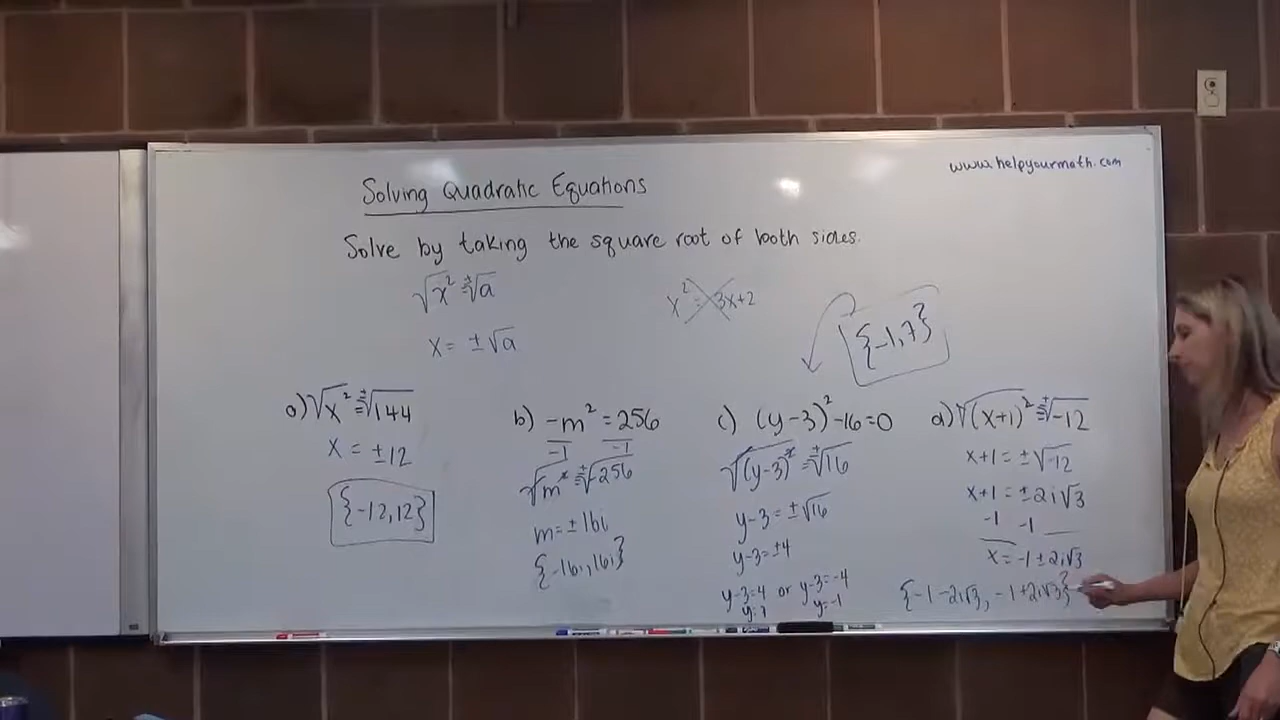 www.helpyourmath.com
Solving Quadratic Equations
Solve by taking the square root of both sides.
√x² = ±√a
x² = 3x+2
x = ±√a
{-1,7}
a) √x² = ±√144
x = ±12
{-12,12}
b) -m² = 256
-1 -1
√m² = ±√-256
m = ±16i
{-16i, 16i}
c) (y-3)² -16=0
√(y-3)² = ±√16
y-3 = ±√16
y-3 = ±4
y-3=4 or y-3=-4
y=7 y=-1
d) √(x+1)² = ±√-12
x+1 = ±√-12
x+1 = ±2i√3
-1 -1
x = -1 ± 2i√3
{-1-2i√3, -1+2i√3}